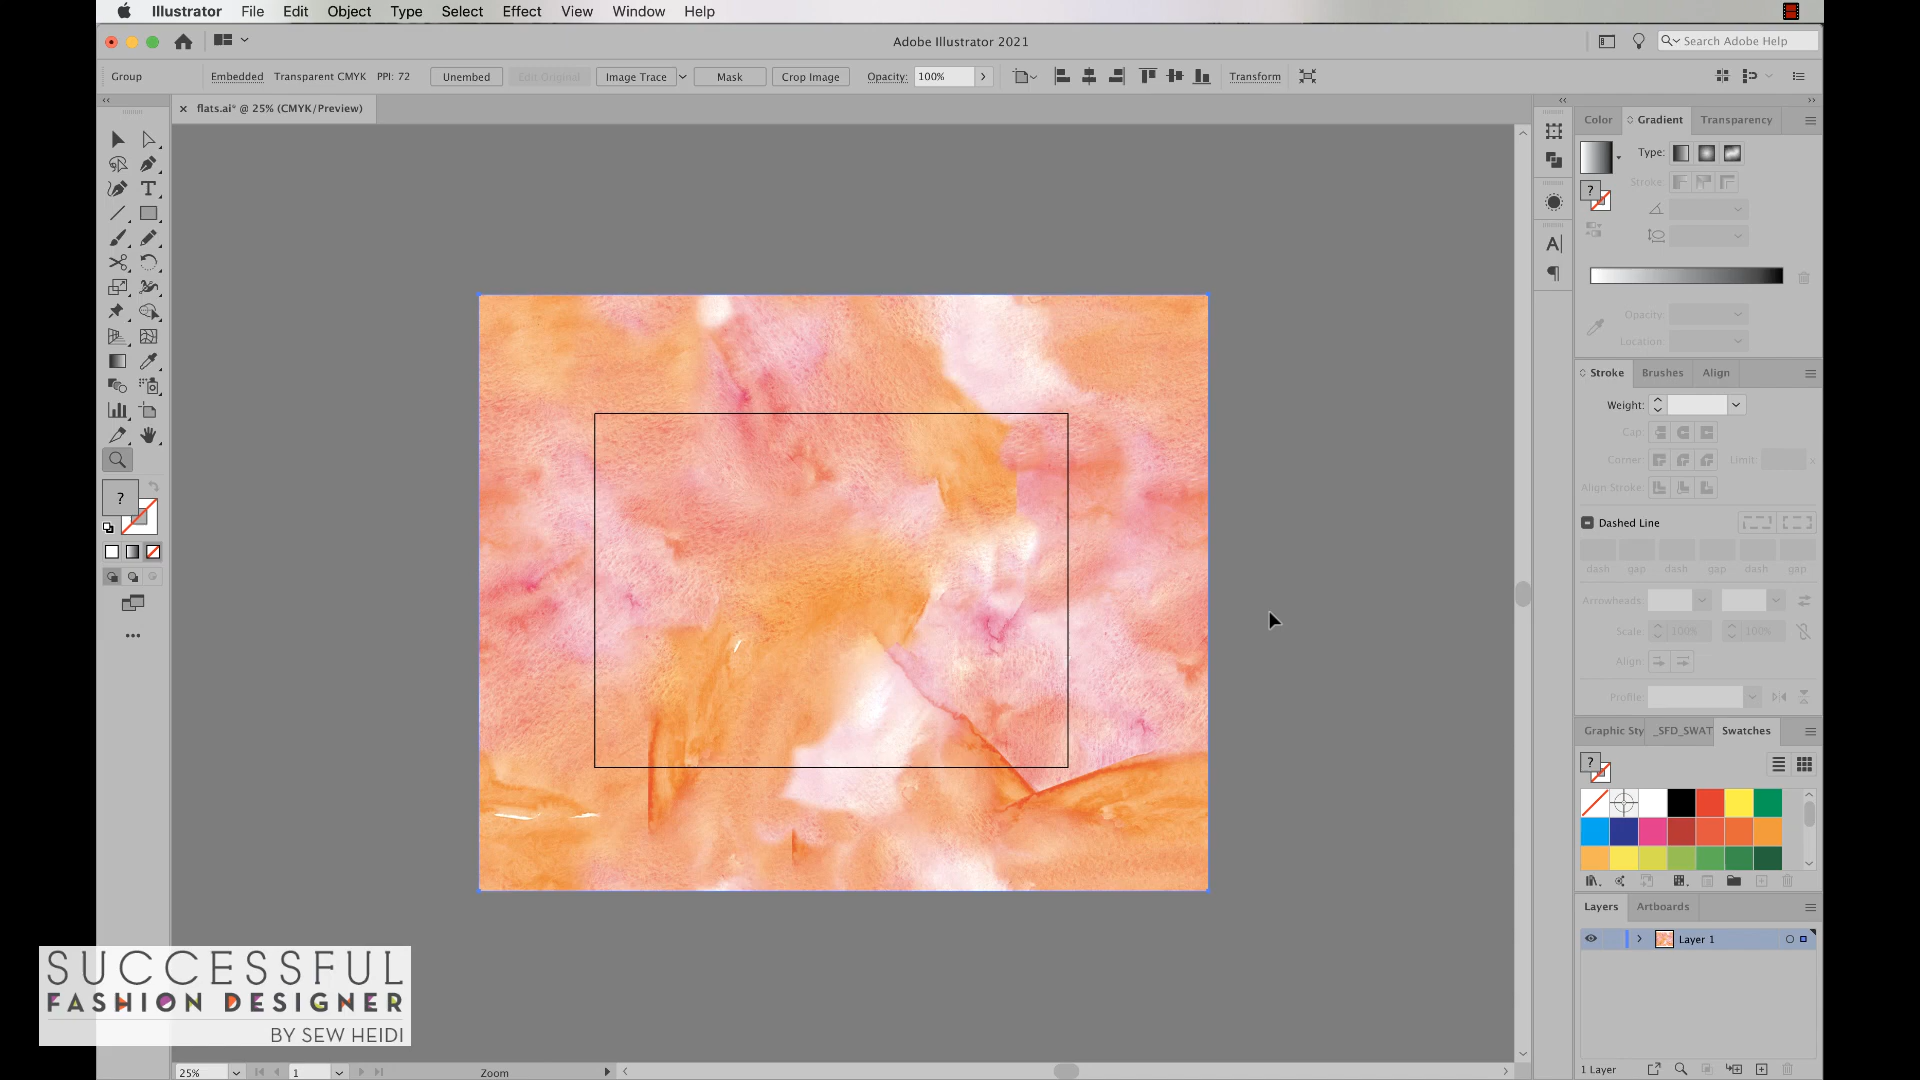 Illustrator File Edit Object Type Select Effect View Window Help
Adobe Illustrator 2021
Search Adobe Help
Group Embedded Transparent CMYK PPI: 72 Unembed Edit Original Image Trace Mask Crop Image Opacity: 100% Transform
flats.ai* @ 25% (CMYK/Preview)
Color Gradient Transparency
Type:
Stroke:
Opacity:
Location:
Stroke Brushes Align
Weight:
Cap:
Corner: Limit: x
Align Stroke:
Dashed Line
dash gap dash gap dash gap
Arrowheads:
Scale: 100% 100%
Align:
Profile:
Graphic Sty _SFD_SWAT Swatches
Layers Artboards
Layer 1
1 Layer
SUCCESSFUL
FASHION DESIGNER
BY SEW HEIDI
25% 1 Zoom